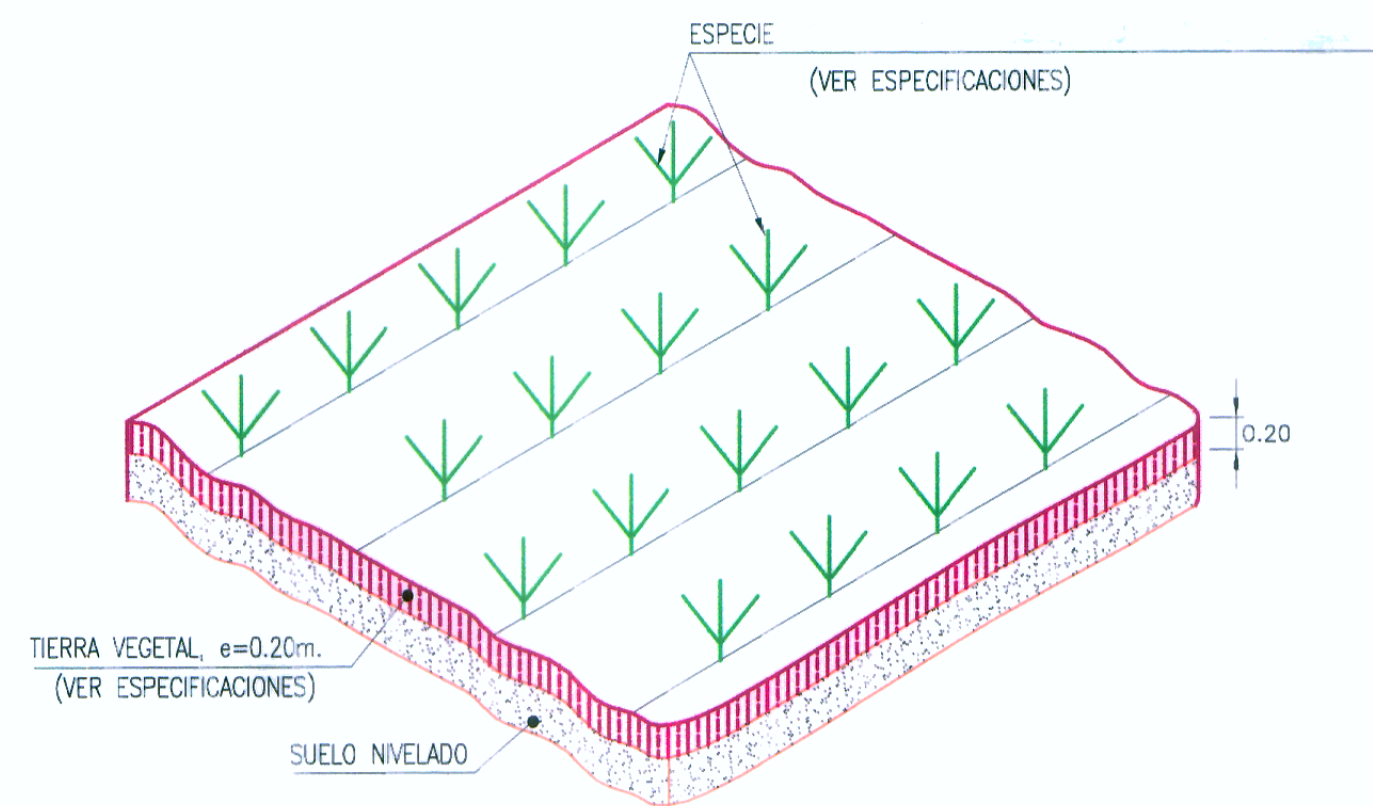 ESPECIE
(VER ESPECIFICACIONES)
0.20
TIERRA VEGETAL, e=0.20m.
(VER ESPECIFICACIONES)
SUELO NIVELADO